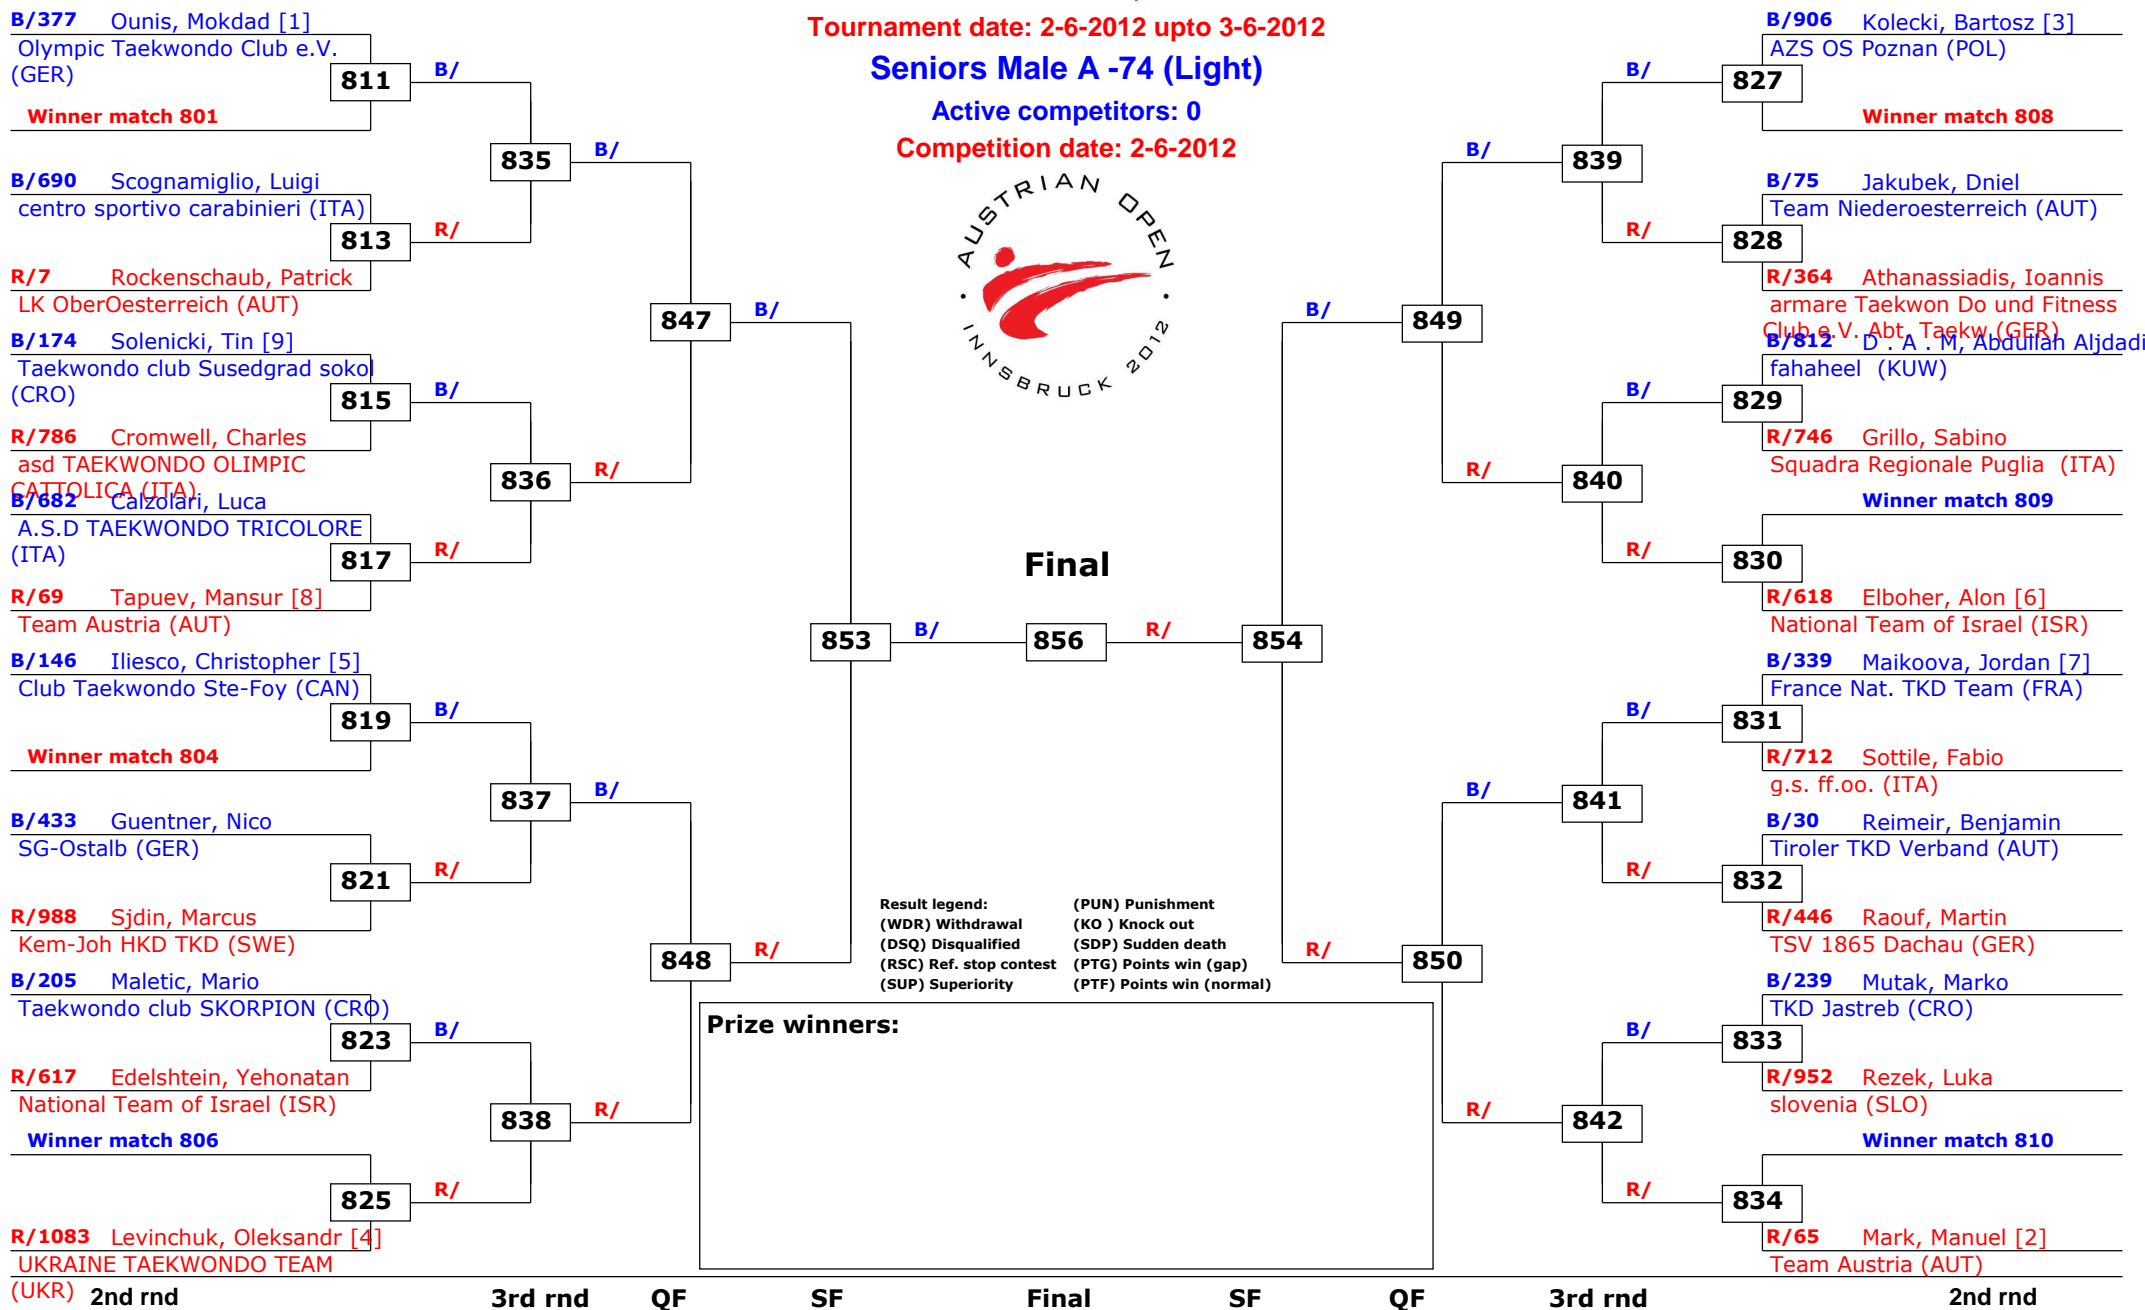 Tournament date: 2-6-2012 upto 3-6-2012
Seniors Male A -74 (Light)
Active competitors: 0
Competition date: 2-6-2012
AUSTRIAN OPEN
· INNSBRUCK 2012 ·
B/377 Ounis, Mokdad [1]
Olympic Taekwondo Club e.V.
(GER)
811
B/
Winner match 801
835
B/
B/690 Scognamiglio, Luigi
centro sportivo carabinieri (ITA)
813
R/
R/7 Rockenschaub, Patrick
LK OberOesterreich (AUT)
847
B/
B/174 Solenicki, Tin [9]
Taekwondo club Susedgrad sokol
(CRO)
815
B/
R/786 Cromwell, Charles
asd TAEKWONDO OLIMPIC
CATTOLICA (ITA)
836
R/
B/682 Calzolari, Luca
A.S.D TAEKWONDO TRICOLORE
(ITA)
817
R/
R/69 Tapuev, Mansur [8]
Team Austria (AUT)
853
B/
B/146 Iliesco, Christopher [5]
Club Taekwondo Ste-Foy (CAN)
819
B/
Winner match 804
837
B/
B/433 Guentner, Nico
SG-Ostalb (GER)
821
R/
R/988 Sjdin, Marcus
Kem-Joh HKD TKD (SWE)
848
R/
B/205 Maletic, Mario
Taekwondo club SKORPION (CRO)
823
B/
R/617 Edelshtein, Yehonatan
National Team of Israel (ISR)
838
R/
Winner match 806
825
R/
R/1083 Levinchuk, Oleksandr [4]
UKRAINE TAEKWONDO TEAM
(UKR)
Final
856
R/
854
B/906 Kolecki, Bartosz [3]
AZS OS Poznan (POL)
B/
827
Winner match 808
B/
839
B/75 Jakubek, Dniel
Team Niederoesterreich (AUT)
R/
828
R/364 Athanassiadis, Ioannis
armare Taekwon Do und Fitness
Club e.V. Abt. Taekw (GER)
B/
849
B/812 D . A . M, Abdullah Aljdadi
fahaheel (KUW)
B/
829
R/746 Grillo, Sabino
Squadra Regionale Puglia (ITA)
R/
840
Winner match 809
R/
830
R/618 Elboher, Alon [6]
National Team of Israel (ISR)
B/339 Maikoova, Jordan [7]
France Nat. TKD Team (FRA)
B/
831
R/712 Sottile, Fabio
g.s. ff.oo. (ITA)
B/
841
B/30 Reimeir, Benjamin
Tiroler TKD Verband (AUT)
R/
832
R/446 Raouf, Martin
TSV 1865 Dachau (GER)
R/
850
B/239 Mutak, Marko
TKD Jastreb (CRO)
B/
833
R/952 Rezek, Luka
slovenia (SLO)
R/
842
Winner match 810
R/
834
R/65 Mark, Manuel [2]
Team Austria (AUT)
Result legend: (PUN) Punishment
(WDR) Withdrawal (KO ) Knock out
(DSQ) Disqualified (SDP) Sudden death
(RSC) Ref. stop contest (PTG) Points win (gap)
(SUP) Superiority (PTF) Points win (normal)
Prize winners:
2nd rnd 3rd rnd QF SF Final SF QF 3rd rnd 2nd rnd